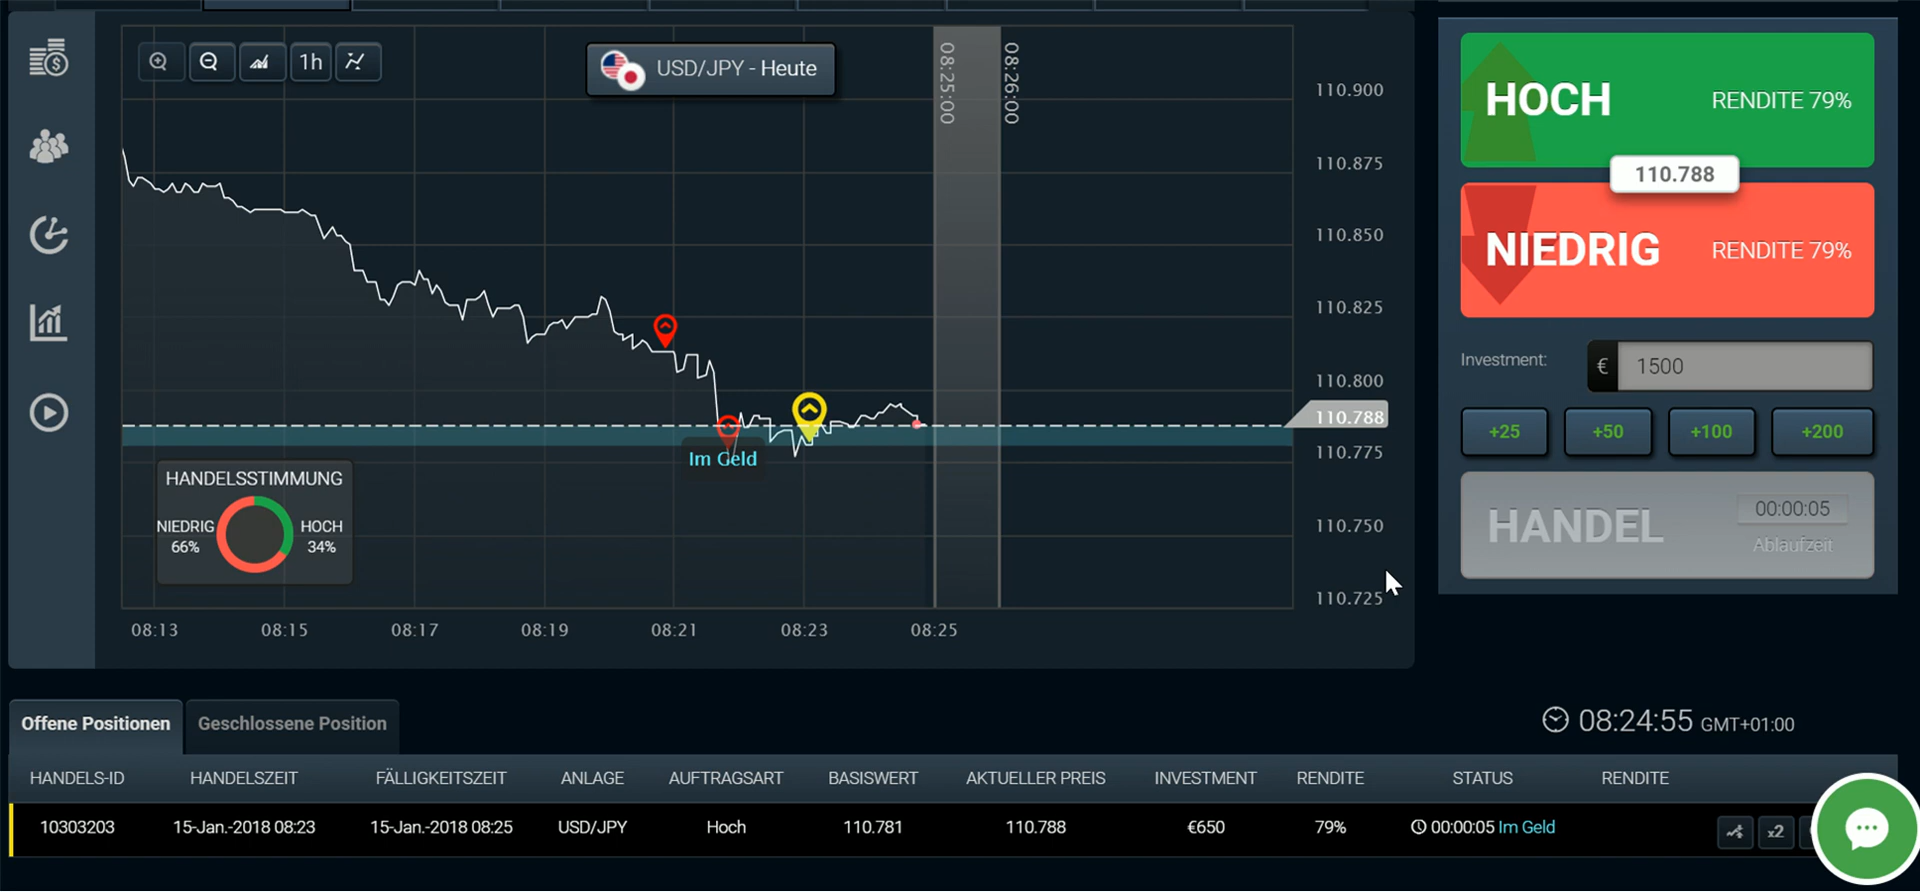 1h
USD/JPY - Heute
08:25:00
08:26:00
110.900
110.875
110.850
110.825
110.800
110.788
110.775
110.750
110.725
Im Geld
HANDELSSTIMMUNG
NIEDRIG
66%
HOCH
34%
08:13
08:15
08:17
08:19
08:21
08:23
08:25
HOCH
RENDITE 79%
110.788
NIEDRIG
RENDITE 79%
Investment:
€
1500
+25
+50
+100
+200
HANDEL
00:00:05
Ablaufzeit
Offene Positionen
Geschlossene Position
08:24:55 GMT+01:00
HANDELS-ID HANDELSZEIT FÄLLIGKEITSZEIT ANLAGE AUFTRAGSART BASISWERT AKTUELLER PREIS INVESTMENT RENDITE STATUS RENDITE
10303203 15-Jan.-2018 08:23 15-Jan.-2018 08:25 USD/JPY Hoch 110.781 110.788 €650 79% 00:00:05 Im Geld x2